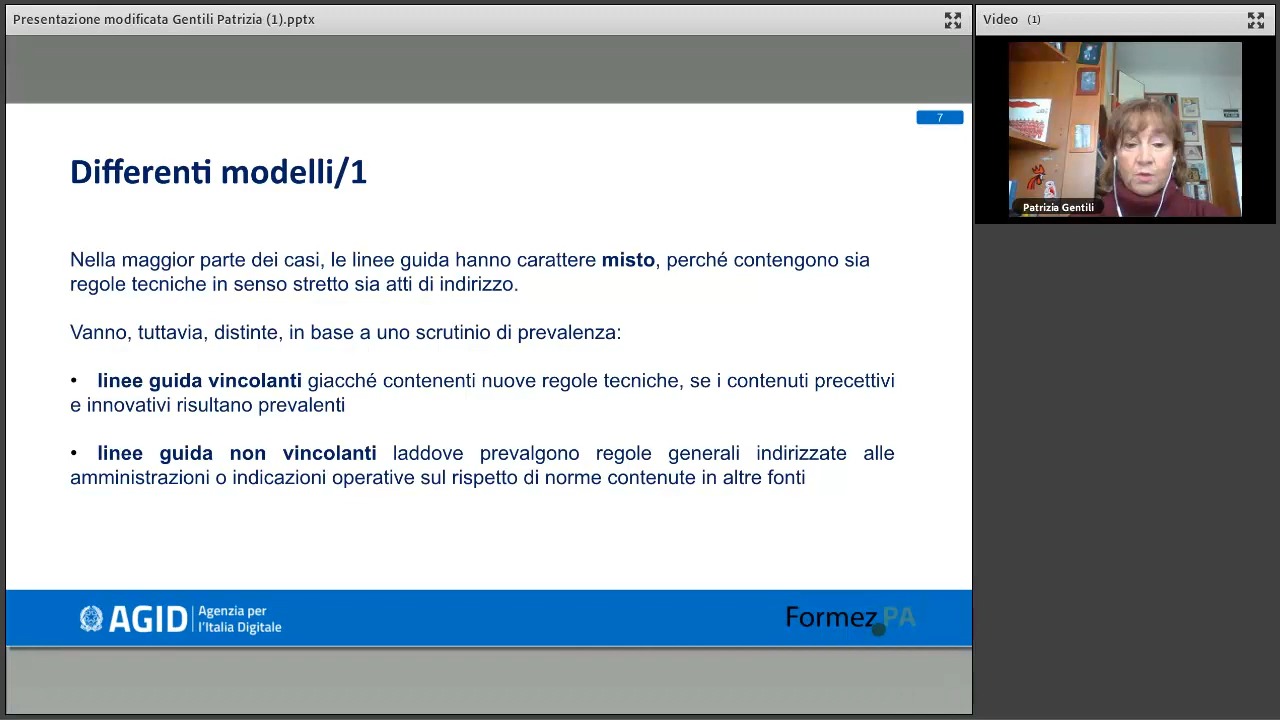 Presentazione modificata Gentili Patrizia (1).pptx
Video (1)
7
Differenti modelli/1
Patrizia Gentili
Nella maggior parte dei casi, le linee guida hanno carattere misto, perché contengono sia
regole tecniche in senso stretto sia atti di indirizzo.
Vanno, tuttavia, distinte, in base a uno scrutinio di prevalenza:
• linee guida vincolanti giacché contenenti nuove regole tecniche, se i contenuti precettivi
e innovativi risultano prevalenti
• linee guida non vincolanti laddove prevalgono regole generali indirizzate alle
amministrazioni o indicazioni operative sul rispetto di norme contenute in altre fonti
AGID Agenzia per
l'Italia Digitale
Formez PA